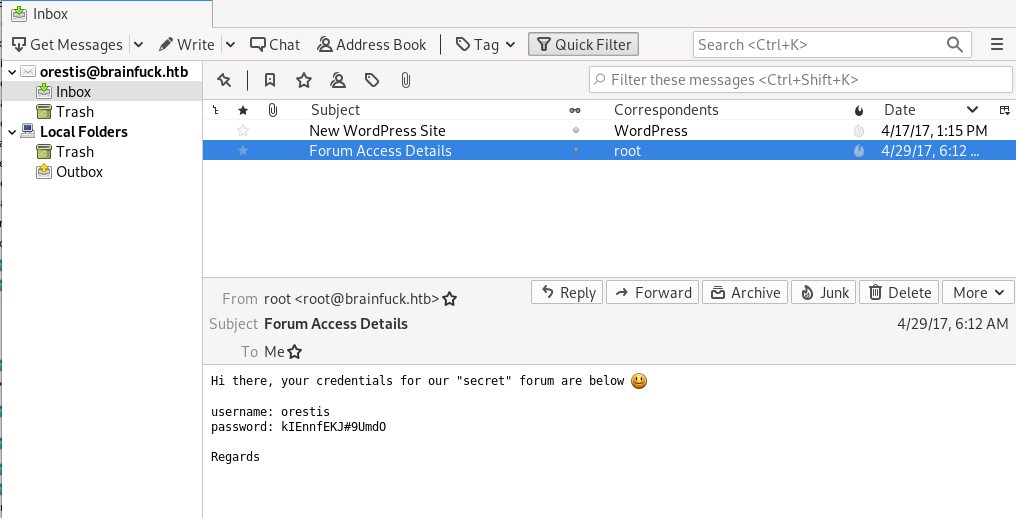 Inbox
Get Messages Write Chat Address Book Tag Quick Filter Search <Ctrl+K>
orestis@brainfuck.htb
Inbox
Trash
Local Folders
Trash
Outbox
Filter these messages <Ctrl+Shift+K>
Subject Correspondents Date
New WordPress Site WordPress 4/17/17, 1:15 PM
Forum Access Details root 4/29/17, 6:12 ...
From root <root@brainfuck.htb> Reply Forward Archive Junk Delete More
Subject Forum Access Details 4/29/17, 6:12 AM
To Me
Hi there, your credentials for our "secret" forum are below 😃
username: orestis
password: kIEnnfEKJ#9UmdO
Regards